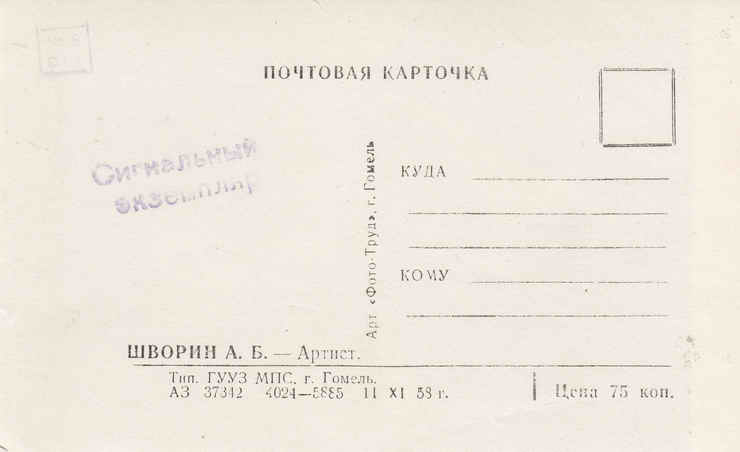 ПОЧТОВАЯ КАРТОЧКА
Сигнальный
экземпляр
Арт «Фото-Труд», г. Гомель
КУДА
КОМУ
ШВОРИН А. Б. — Артист.
Тип. ГУУЗ МПС, г. Гомель.
АЗ 37342 4024—5885 11 XI 58 г.
Цена 75 коп.